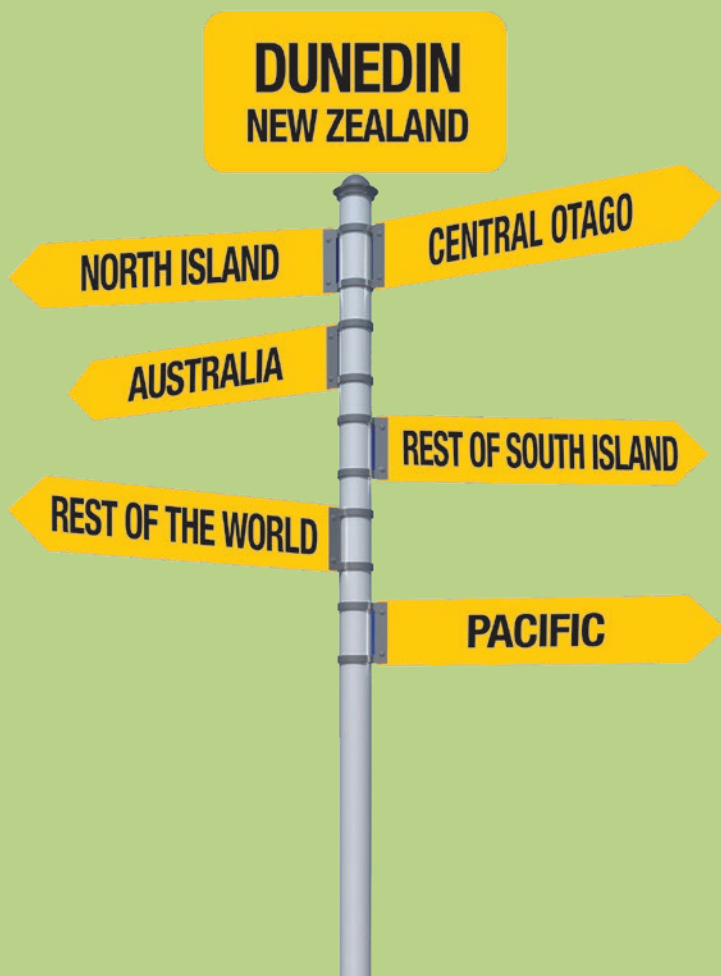 DUNEDIN
NEW ZEALAND
NORTH ISLAND
CENTRAL OTAGO
AUSTRALIA
REST OF SOUTH ISLAND
REST OF THE WORLD
PACIFIC